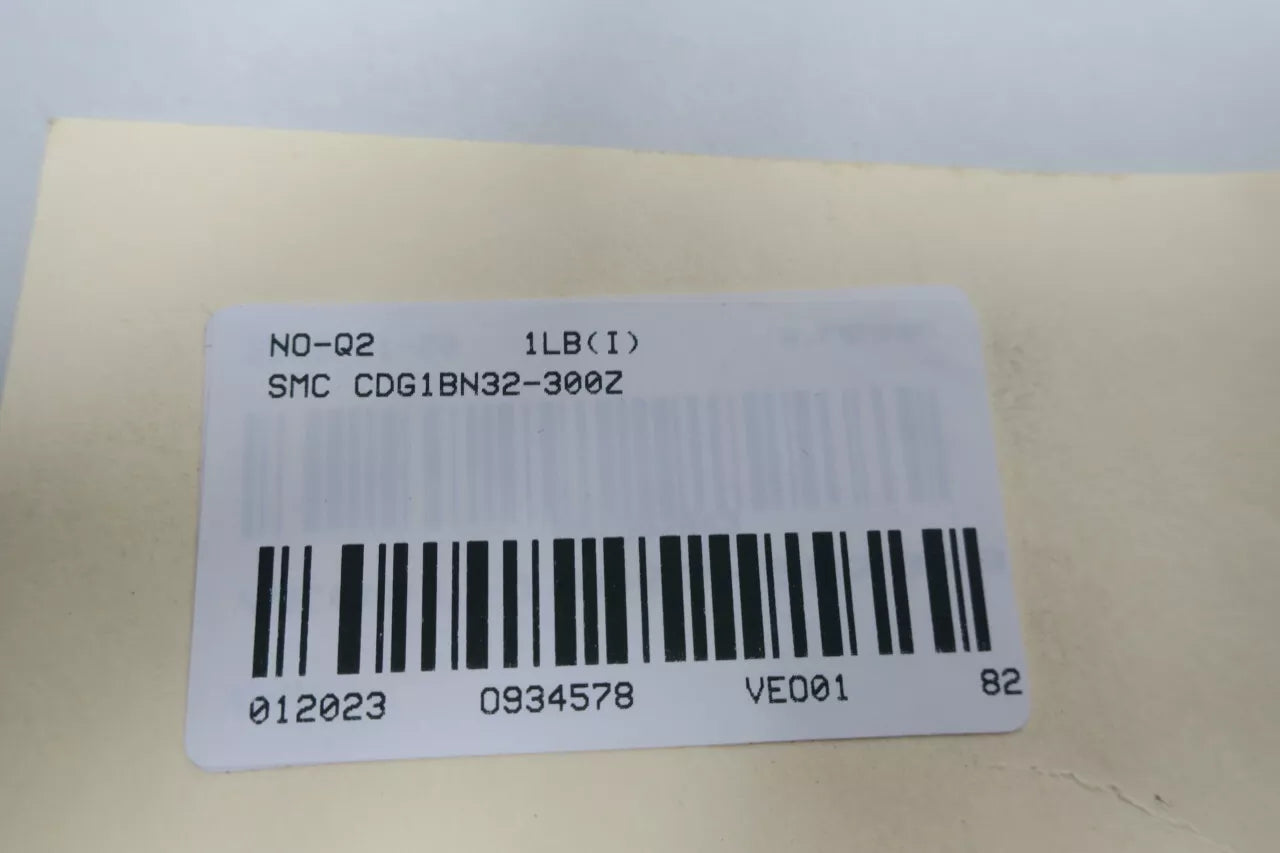 NO-Q2 1LB(I)
SMC CDG1BN32-300Z
012023 0934578 VE001 82